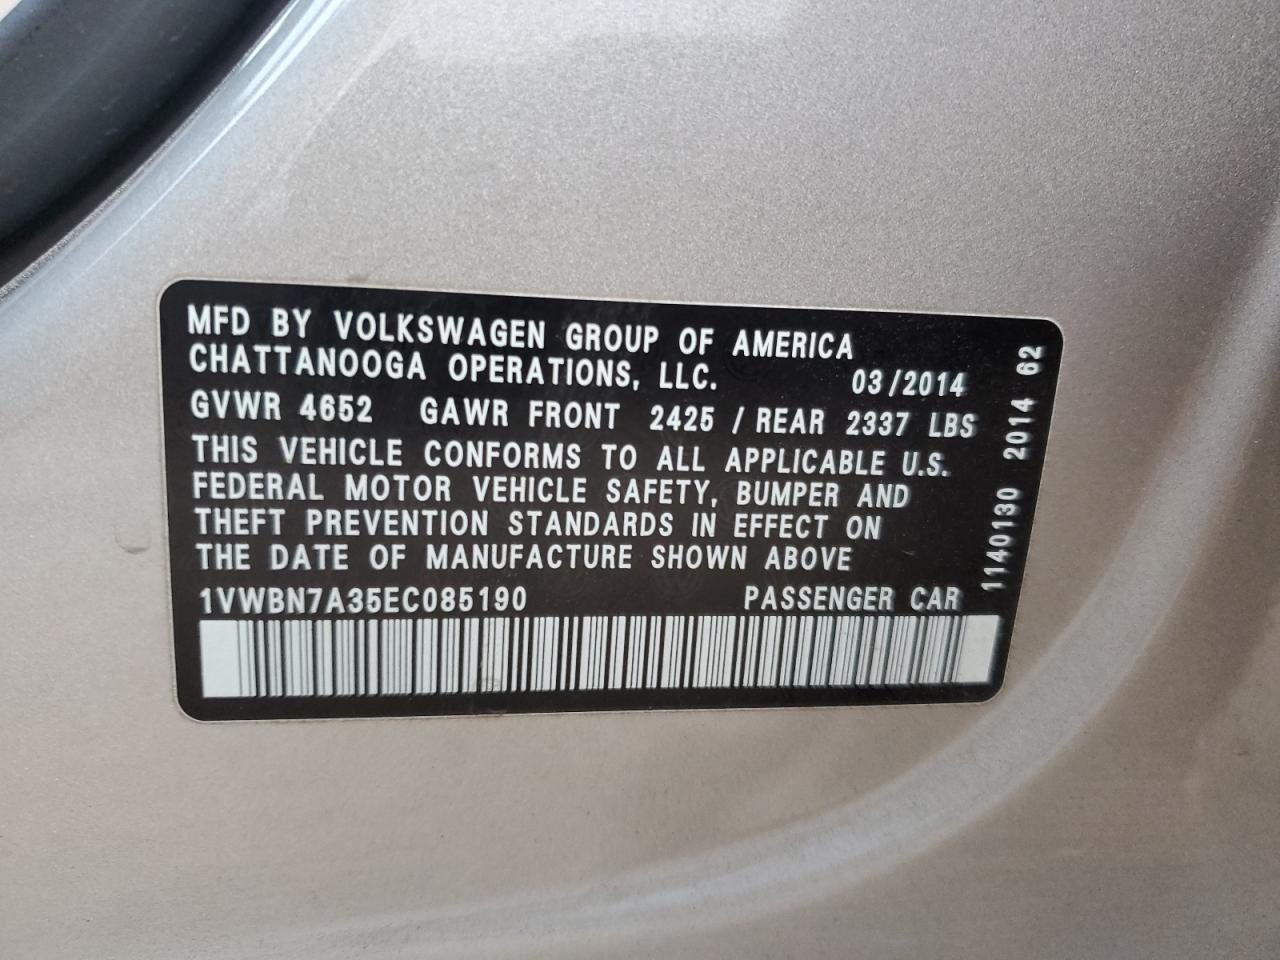 MFD BY VOLKSWAGEN GROUP OF AMERICA
CHATTANOOGA OPERATIONS, LLC. 03/2014
GVWR 4652 GAWR FRONT 2425 / REAR 2337 LBS
THIS VEHICLE CONFORMS TO ALL APPLICABLE U.S.
FEDERAL MOTOR VEHICLE SAFETY, BUMPER AND
THEFT PREVENTION STANDARDS IN EFFECT ON
THE DATE OF MANUFACTURE SHOWN ABOVE
1VWBN7A35EC085190 PASSENGER CAR
1140130 2014 62